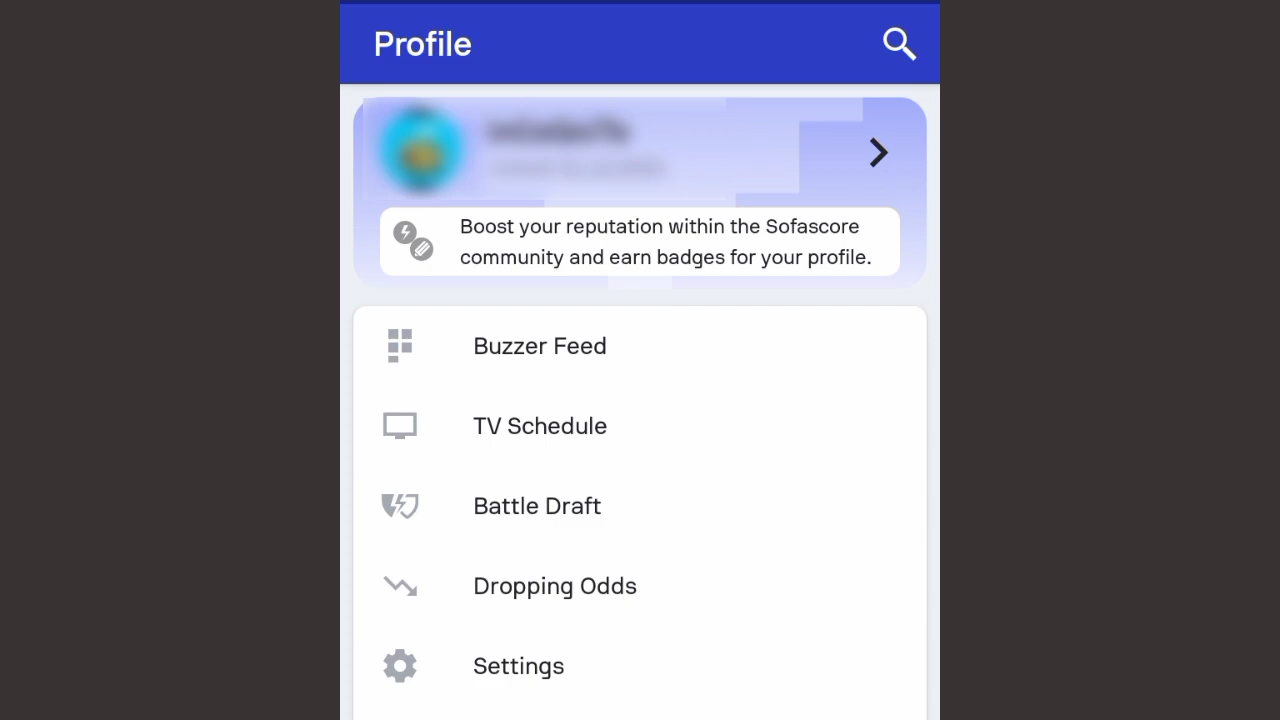 Profile
Boost your reputation within the Sofascore
community and earn badges for your profile.
Buzzer Feed
TV Schedule
Battle Draft
Dropping Odds
Settings